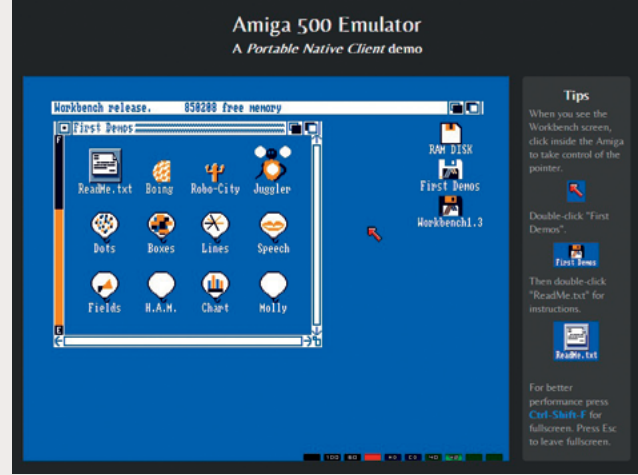 Amiga 500 Emulator
A Portable Native Client demo
Workbench release. 850208 free memory
First Demos
F
E
ReadMe.txt Boing Robo-City Juggler
Dots Boxes Lines Speech
Fields H.A.M. Chart Molly
RAM DISK
First Demos
Workbench1.3
Tips
When you see the
Workbench screen,
click inside the Amiga
to take control of the
pointer.
Double-click "First
Demos".
First Demos
Then double-click
"ReadMe.txt" for
instructions.
ReadMe.txt
For better
performance press
Ctrl-Shift-F for
fullscreen. Press Esc
to leave fullscreen.